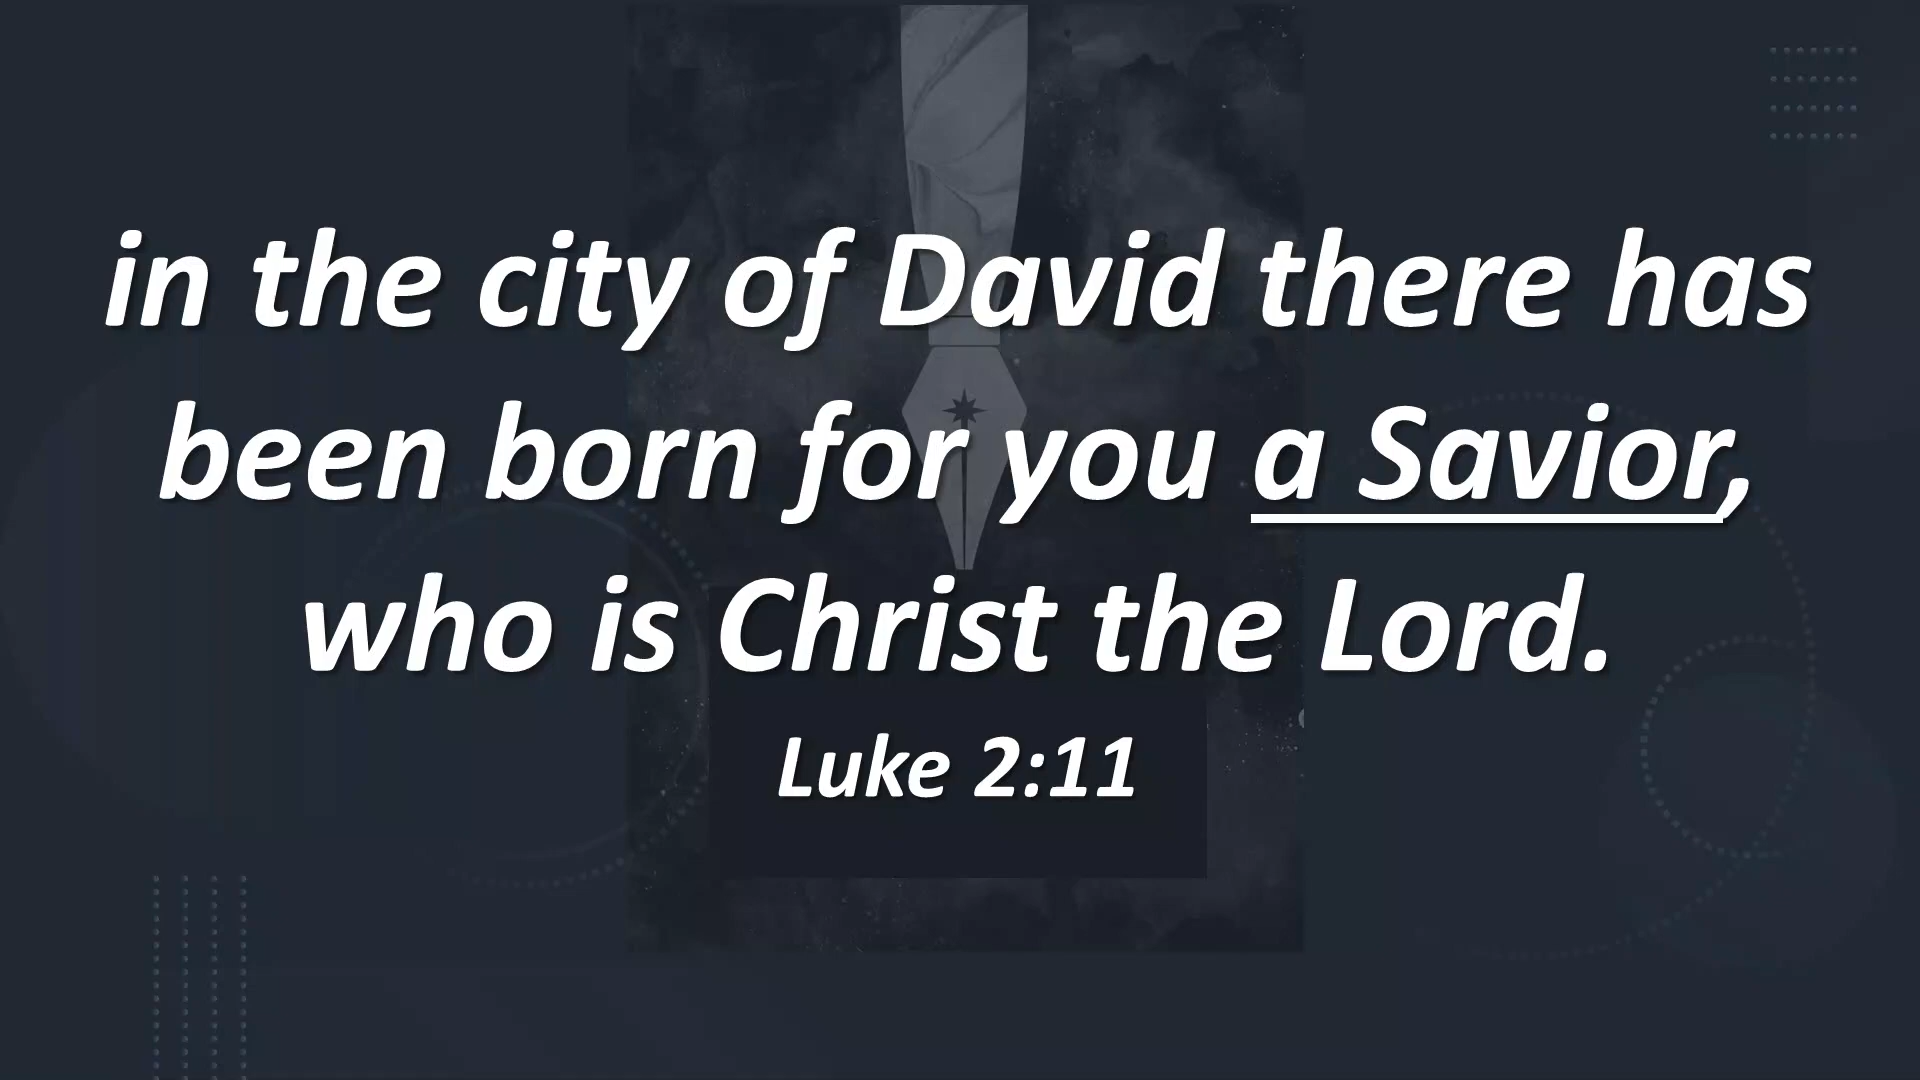 in the city of David there has
been born for you a Savior,
who is Christ the Lord.
Luke 2:11